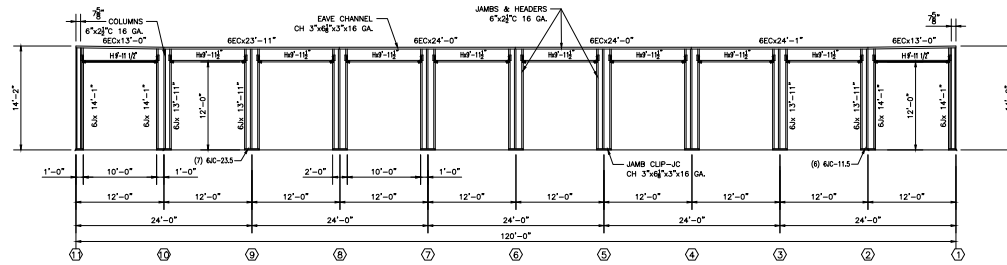 7⅝"
COLUMNS
6"x2½"C 16 GA.
EAVE CHANNEL
CH 3"x6⅛"x3"x16 GA.
JAMBS & HEADERS
6"x2½"C 16 GA.
7⅝"
6ECx13'-0" 6ECx23'-11" 6ECx24'-0" 6ECx24'-0" 6ECx24'-1" 6ECx13'-0"
H 9'-11 1/2" Hx9'-11½" Hx9'-11½" Hx9'-11½" Hx9'-11½" Hx9'-11½" Hx9'-11½" Hx9'-11½" Hx9'-11½" H 9'-11 1/2"
14'-2"
6Jx 14'-1" 6Jx 14'-1" 6Jx 13'-11" 12'-0" 6Jx 13'-11" 6Jx 13'-11" 6Jx 13'-11" 6Jx 14'-1" 12'-0" 6Jx 14'-1"
(7) 6JC-23.5
JAMB CLIP-JC
CH 3"x6⅛"x3"x16 GA.
(6) 6JC-11.5
1'-0" 10'-0" 1'-0" 2'-0" 10'-0" 1'-0"
12'-0" 12'-0" 12'-0" 12'-0" 12'-0" 12'-0" 12'-0" 12'-0" 12'-0" 12'-0"
24'-0" 24'-0" 24'-0" 24'-0" 24'-0"
120'-0"
11 10 9 8 7 6 5 4 3 2 1